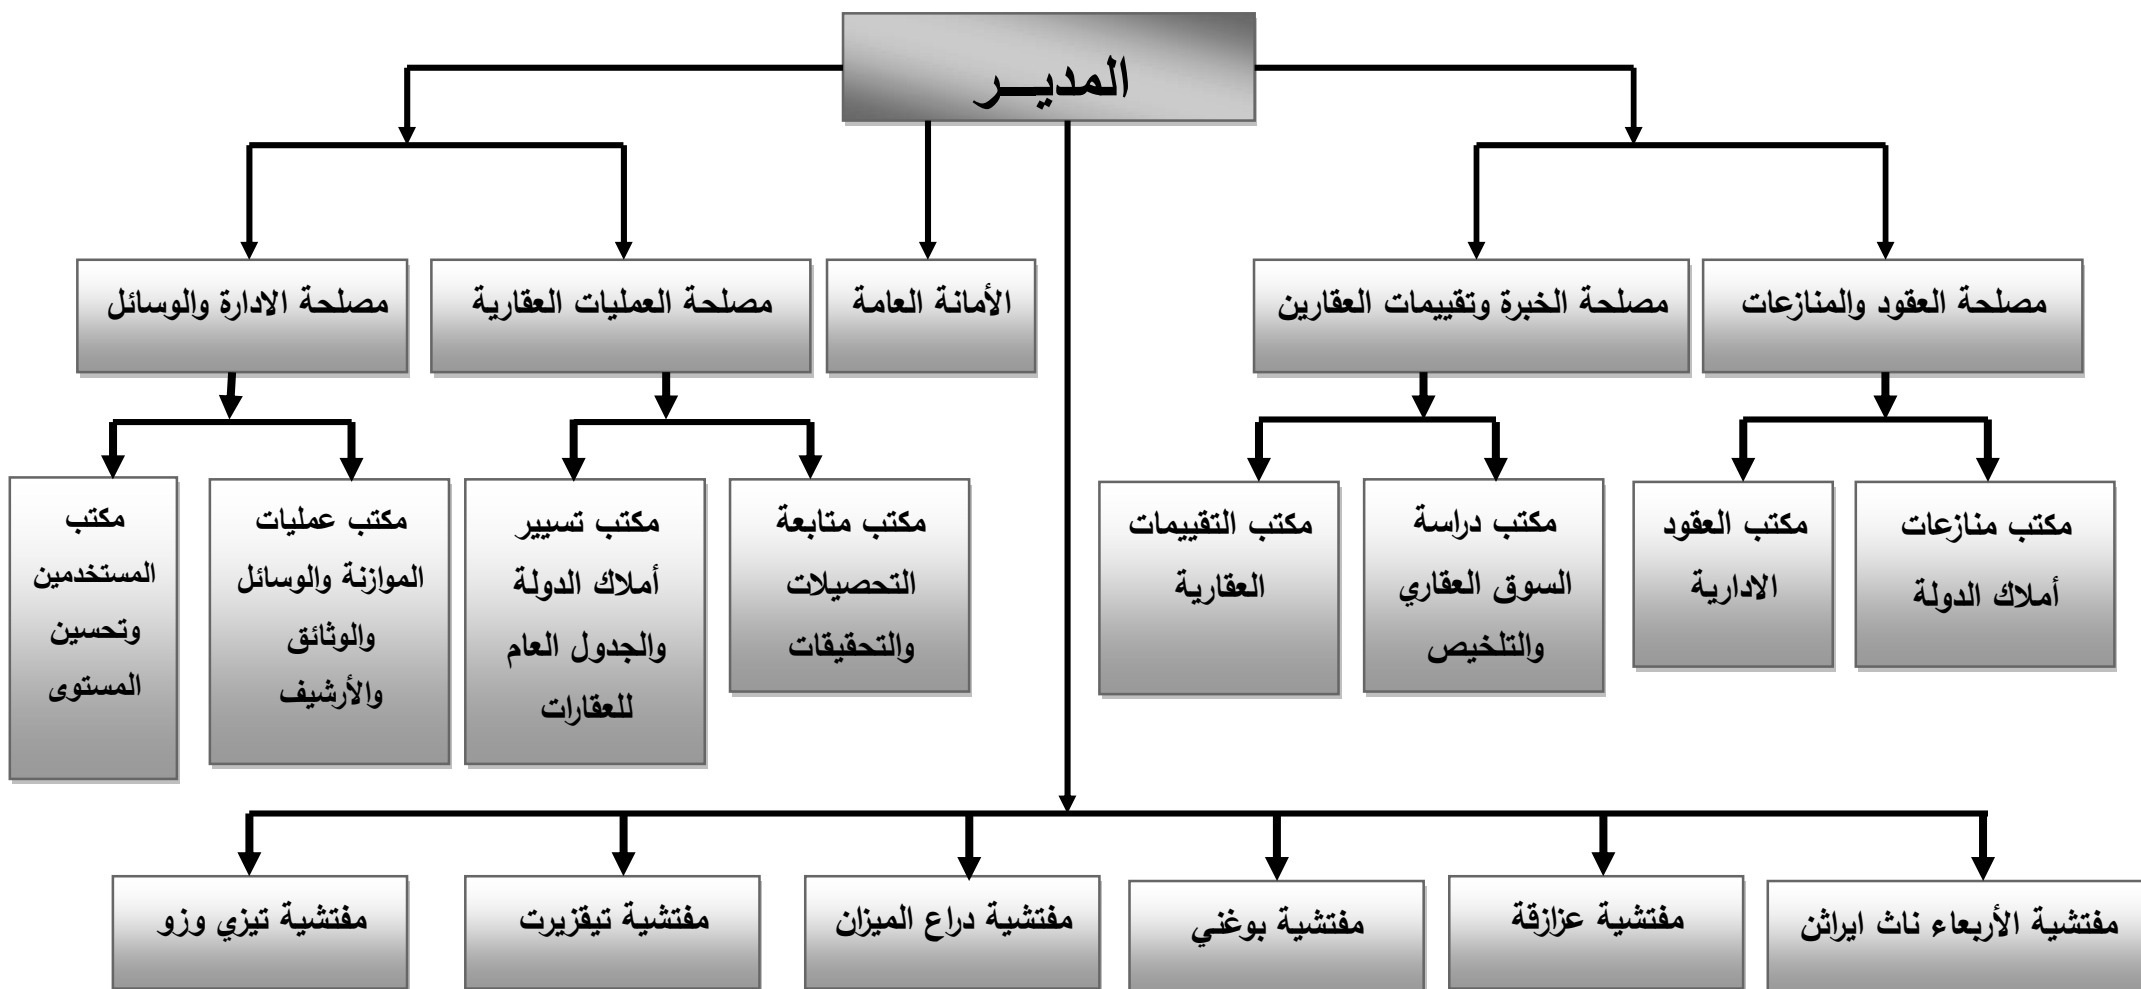 المديـــر
مصلحة العقود والمنازعات
مصلحة الخبرة وتقييمات العقارين
الأمانة العامة
مصلحة العمليات العقارية
مصلحة الادارة والوسائل
مكتب منازعات
أملاك الدولة
مكتب العقود
الادارية
مكتب دراسة
السوق العقاري
والتلخيص
مكتب التقييمات
العقارية
مكتب متابعة
التحصيلات
والتحقيقات
مكتب تسيير
أملاك الدولة
والجدول العام
للعقارات
مكتب عمليات
الموازنة والوسائل
والوثائق
والأرشيف
مكتب
المستخدمين
وتحسين
المستوى
مفتشية الأربعاء ناث ايراثن
مفتشية عزازقة
مفتشية بوغني
مفتشية دراع الميزان
مفتشية تيقزيرت
مفتشية تيزي وزو